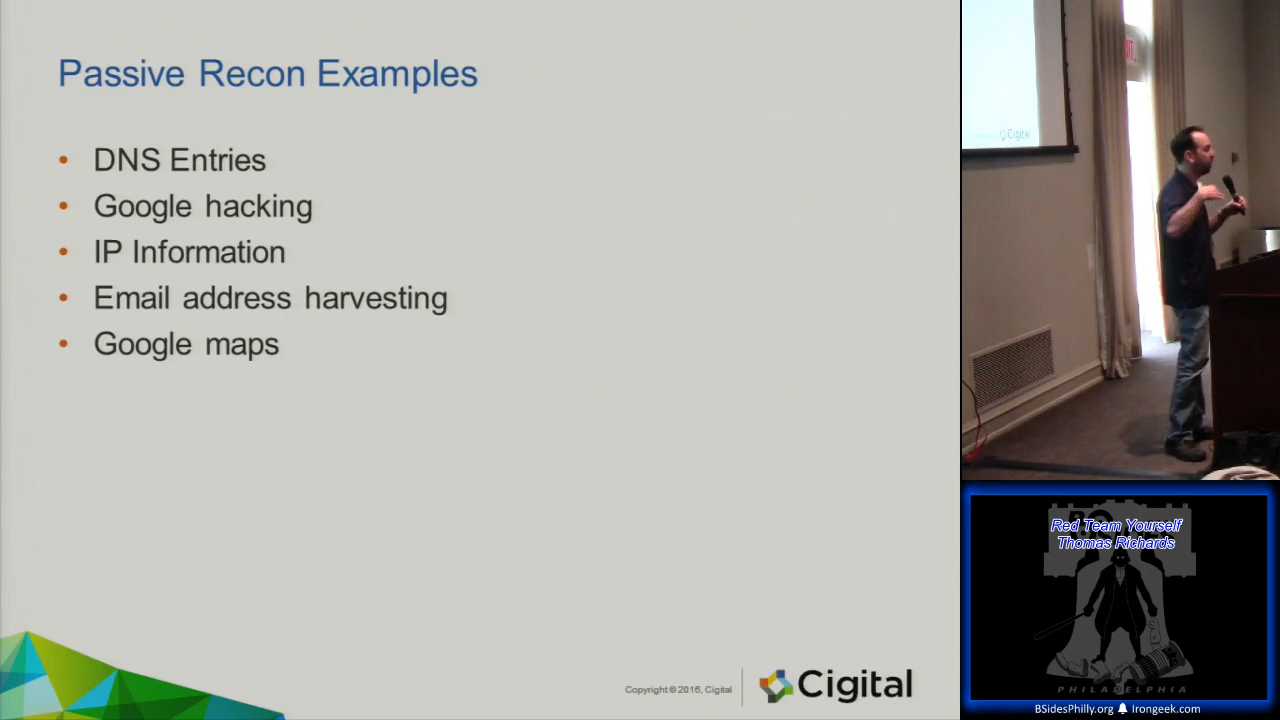 Passive Recon Examples
• DNS Entries
• Google hacking
• IP Information
• Email address harvesting
• Google maps
Copyright © 2016, Cigital
Cigital
Cigital
Red Team Yourself
Thomas Richards
PHILADELPHIA
BSidesPhilly.org Irongeek.com